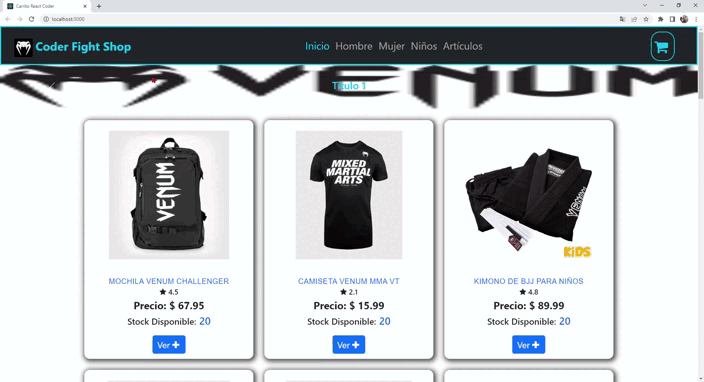 Carrito React Coder
localhost:3000
Coder Fight Shop
Inicio Hombre Mujer Niños Artículos
VENUM
Titulo 1
VENUM
MIXED
MARTIAL
ARTS
VENUM
KIDS
MOCHILA VENUM CHALLENGER
4.5
Precio: $ 67.95
Stock Disponible: 20
Ver +
CAMISETA VENUM MMA VT
2.1
Precio: $ 15.99
Stock Disponible: 20
Ver +
KIMONO DE BJJ PARA NIÑOS
4.8
Precio: $ 89.99
Stock Disponible: 20
Ver +